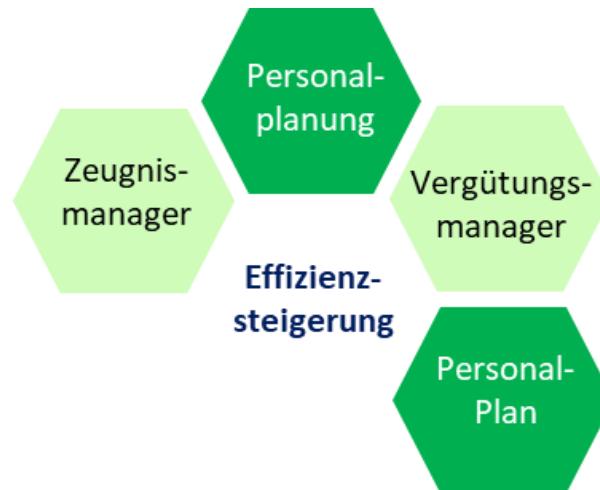 Personal-
planung
Zeugnis-
manager
Vergütungs-
manager
Effizienz-
steigerung
Personal-
Plan